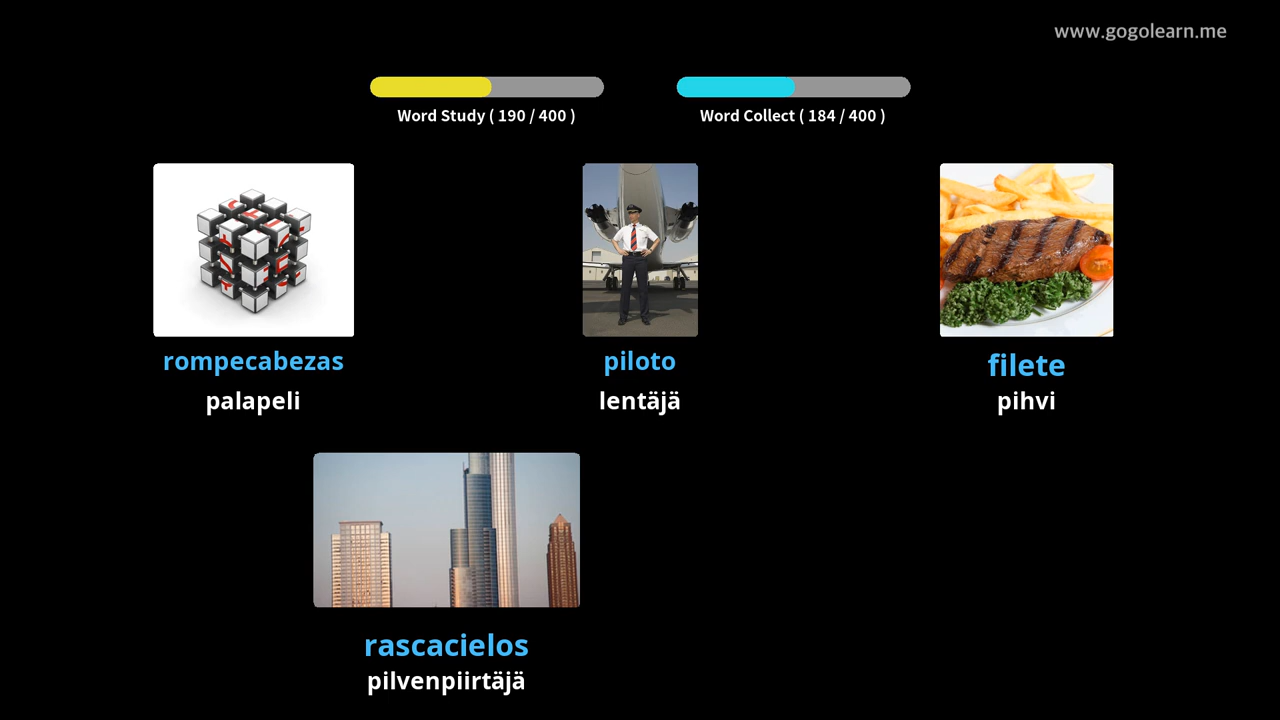 www.gogolearn.me
Word Study ( 190 / 400 )
Word Collect ( 184 / 400 )
rompecabezas
palapeli
piloto
lentäjä
filete
pihvi
rascacielos
pilvenpiirtäjä